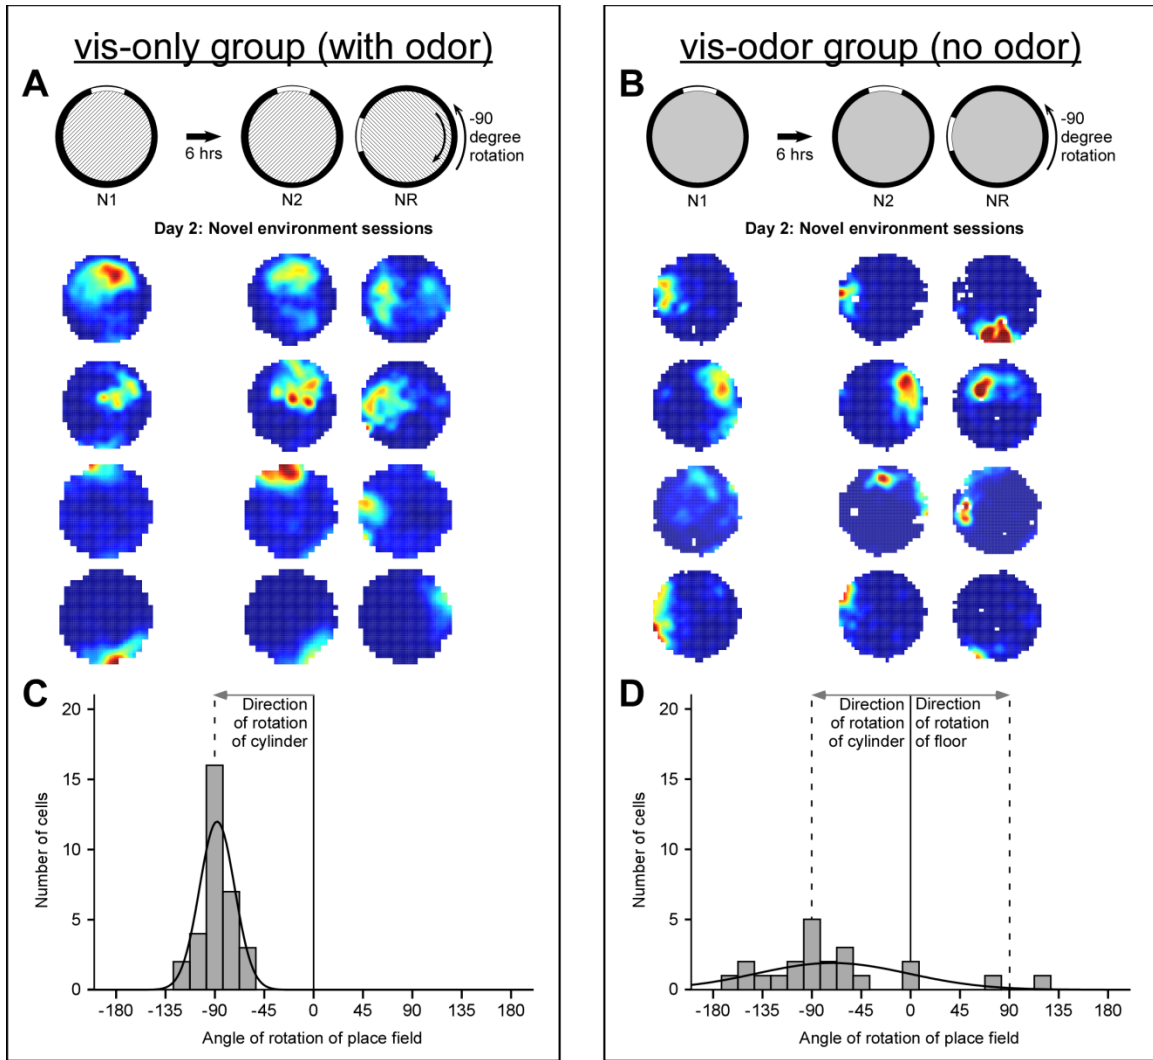 vis-only group (with odor)
A
6 hrs
-90
degree
rotation
N1
N2
NR
Day 2: Novel environment sessions
C
20
15
10
5
0
Number of cells
Direction
of rotation
of cylinder
-180
-135
-90
-45
0
45
90
135
180
Angle of rotation of place field
vis-odor group (no odor)
B
6 hrs
-90
degree
rotation
N1
N2
NR
Day 2: Novel environment sessions
D
20
15
10
5
0
Number of cells
Direction
of rotation
of cylinder
Direction
of rotation
of floor
-180
-135
-90
-45
0
45
90
135
180
Angle of rotation of place field